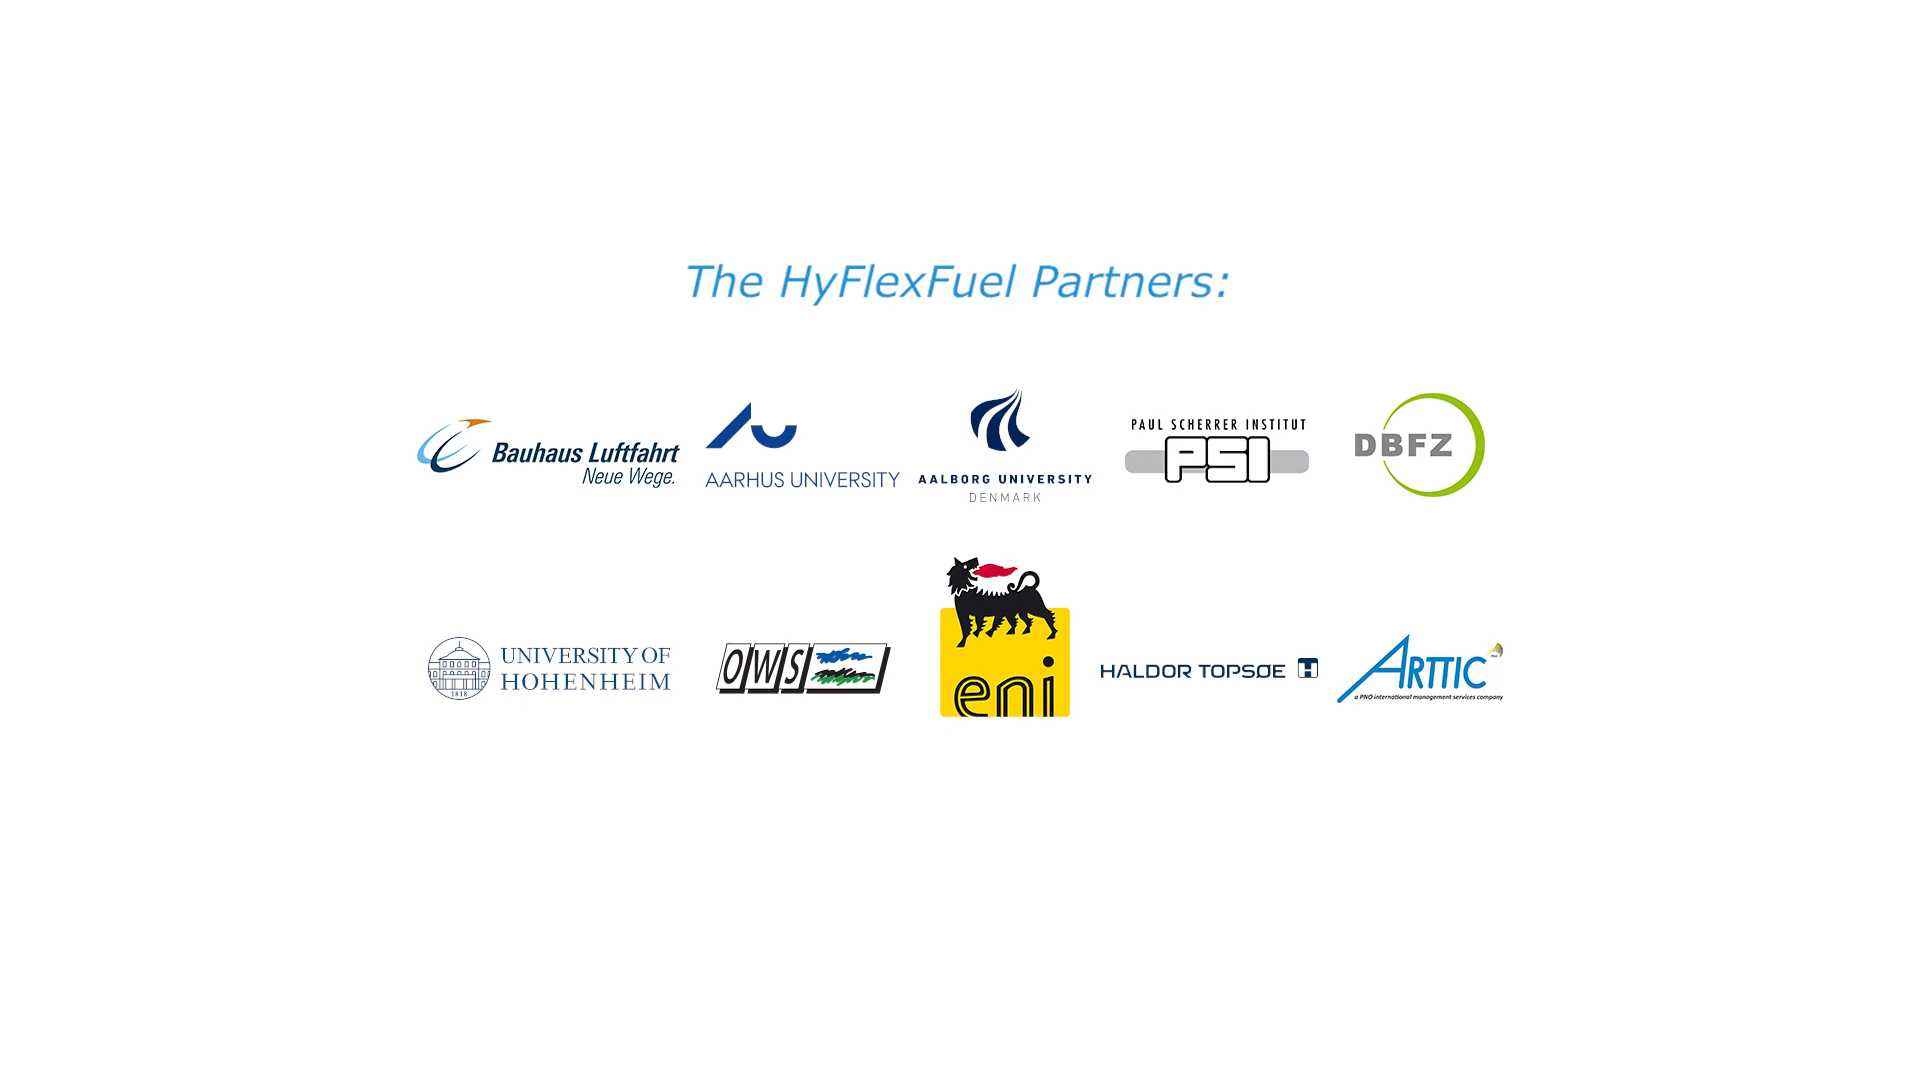 The HyFlexFuel Partners:
Bauhaus Luftfahrt
Neue Wege.
AARHUS UNIVERSITY
AALBORG UNIVERSITY
DENMARK
PAUL SCHERRER INSTITUT
PSI
DBFZ
UNIVERSITY OF
HOHENHEIM
1818
OWS
eni
HALDOR TOPSØE
ARTTIC
a PNO international management services company